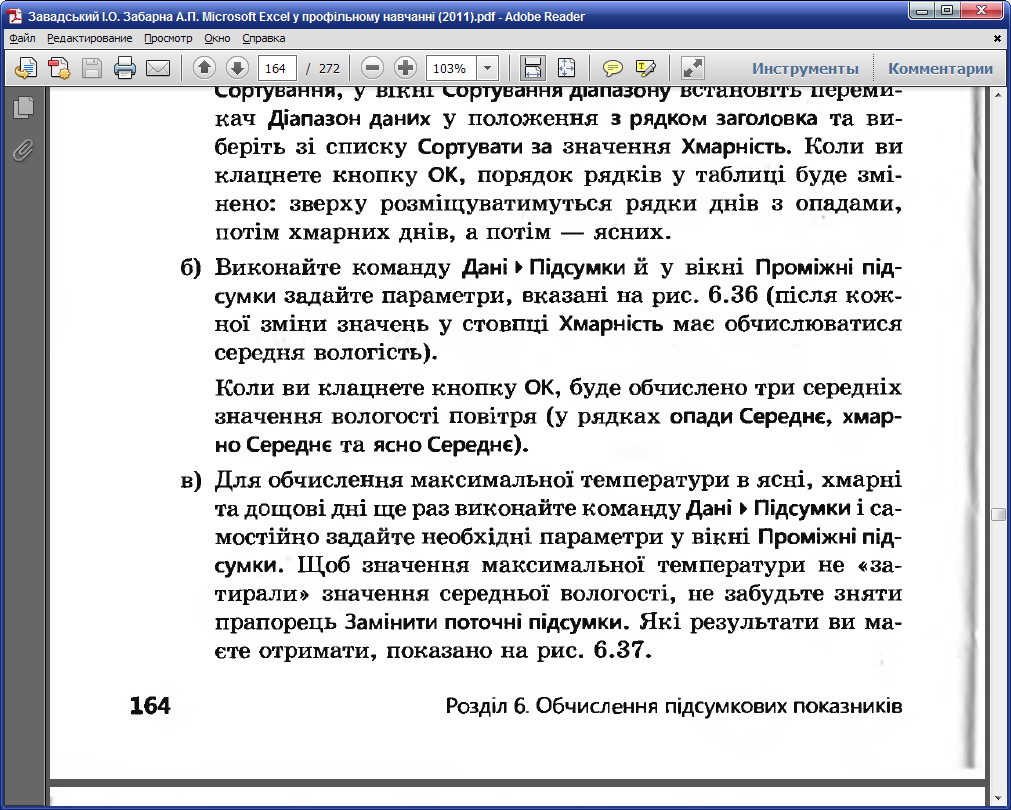 Завадський І.О. Забарна А.П. Microsoft Excel у профільному навчанні (2011).pdf - Adobe Reader
Файл Редактирование Просмотр Окно Справка
164 / 272 103% Инструменты Комментарии
Сортування, у вікні Сортування діапазону встановіть переми-
кач Діапазон даних у положення з рядком заголовка та ви-
беріть зі списку Сортувати за значення Хмарність. Коли ви
клацнете кнопку ОК, порядок рядків у таблиці буде змі-
нено: зверху розміщуватимуться рядки днів з опадами,
потім хмарних днів, а потім — ясних.
б) Виконайте команду Дані ▸ Підсумки й у вікні Проміжні під-
сумки задайте параметри, вказані на рис. 6.36 (після кож-
ної зміни значень у стовпці Хмарність має обчислюватися
середня вологість).
Коли ви клацнете кнопку ОК, буде обчислено три середніх
значення вологості повітря (у рядках опади Середнє, хмар-
но Середнє та ясно Середнє).
в) Для обчислення максимальної температури в ясні, хмарні
та дощові дні ще раз виконайте команду Дані ▸ Підсумки і са-
мостійно задайте необхідні параметри у вікні Проміжні під-
сумки. Щоб значення максимальної температури не «за-
тирали» значення середньої вологості, не забудьте зняти
прапорець Замінити поточні підсумки. Які результати ви ма-
єте отримати, показано на рис. 6.37.
164 Розділ 6. Обчислення підсумкових показників